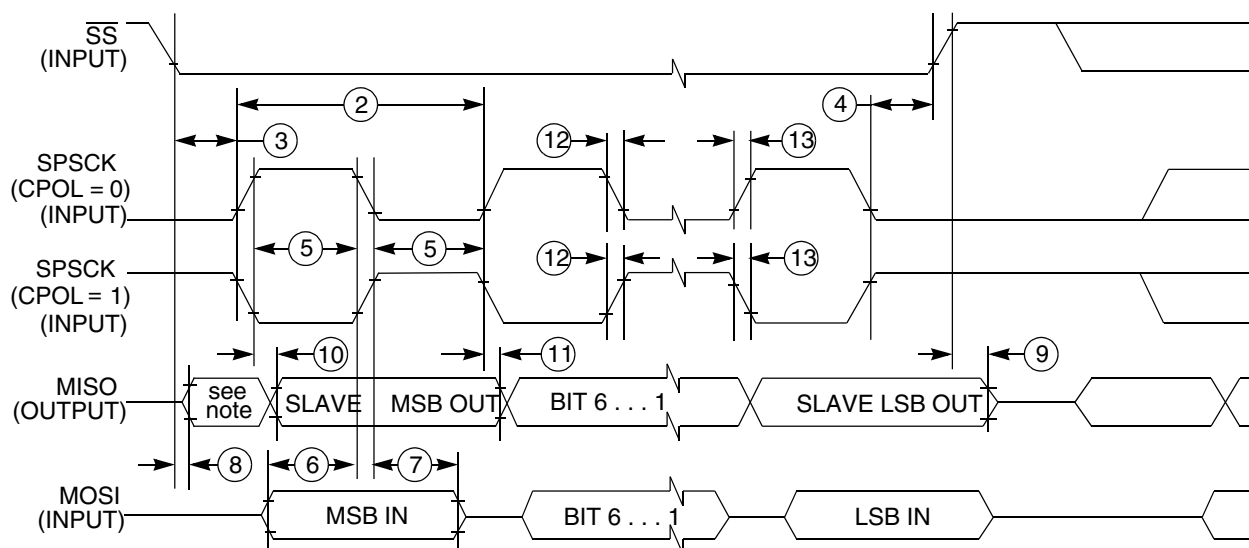 SS
(INPUT)
2
4
3
12
13
SPSCK
(CPOL = 0)
(INPUT)
5
5
12
13
SPSCK
(CPOL = 1)
(INPUT)
10
11
9
MISO
(OUTPUT)
see
note
SLAVE
MSB OUT
BIT 6 . . . 1
SLAVE LSB OUT
8
6
7
MOSI
(INPUT)
MSB IN
BIT 6 . . . 1
LSB IN